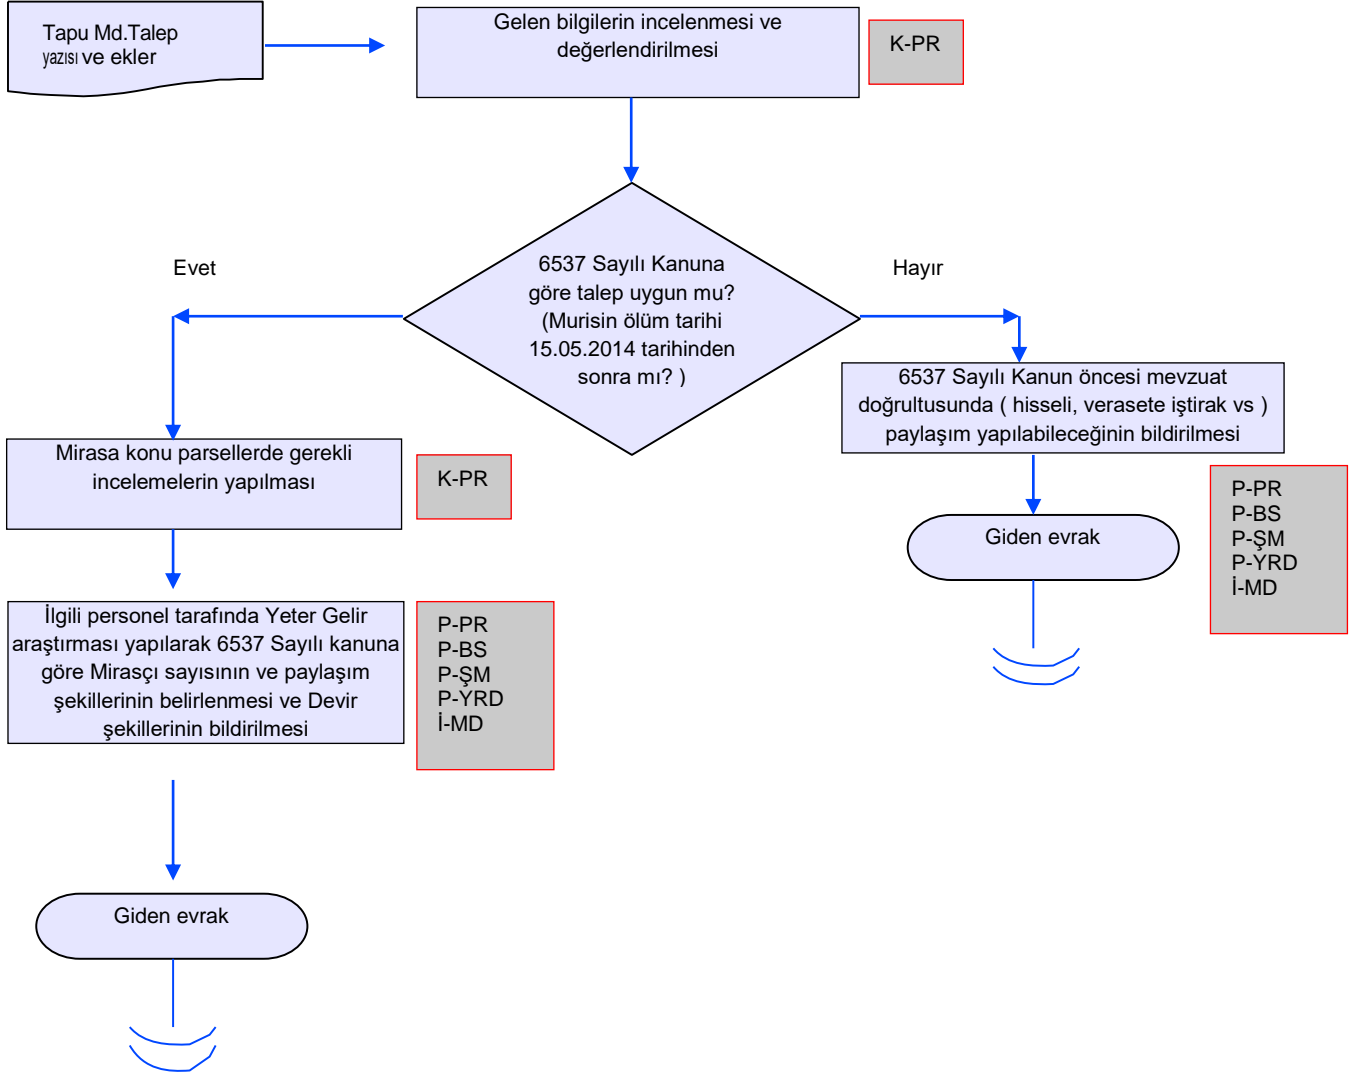 Tapu Md.Talep
yazısı ve ekler
Gelen bilgilerin incelenmesi ve
değerlendirilmesi
K-PR
Evet
6537 Sayılı Kanuna
göre talep uygun mu?
(Murisin ölüm tarihi
15.05.2014 tarihinden
sonra mı? )
Hayır
6537 Sayılı Kanun öncesi mevzuat
doğrultusunda ( hisseli, verasete iştirak vs )
paylaşım yapılabileceğinin bildirilmesi
Mirasa konu parsellerde gerekli
incelemelerin yapılması
K-PR
Giden evrak
P-PR
P-BS
P-ŞM
P-YRD
İ-MD
İlgili personel tarafında Yeter Gelir
araştırması yapılarak 6537 Sayılı kanuna
göre Mirasçı sayısının ve paylaşım
şekillerinin belirlenmesi ve Devir
şekillerinin bildirilmesi
P-PR
P-BS
P-ŞM
P-YRD
İ-MD
Giden evrak